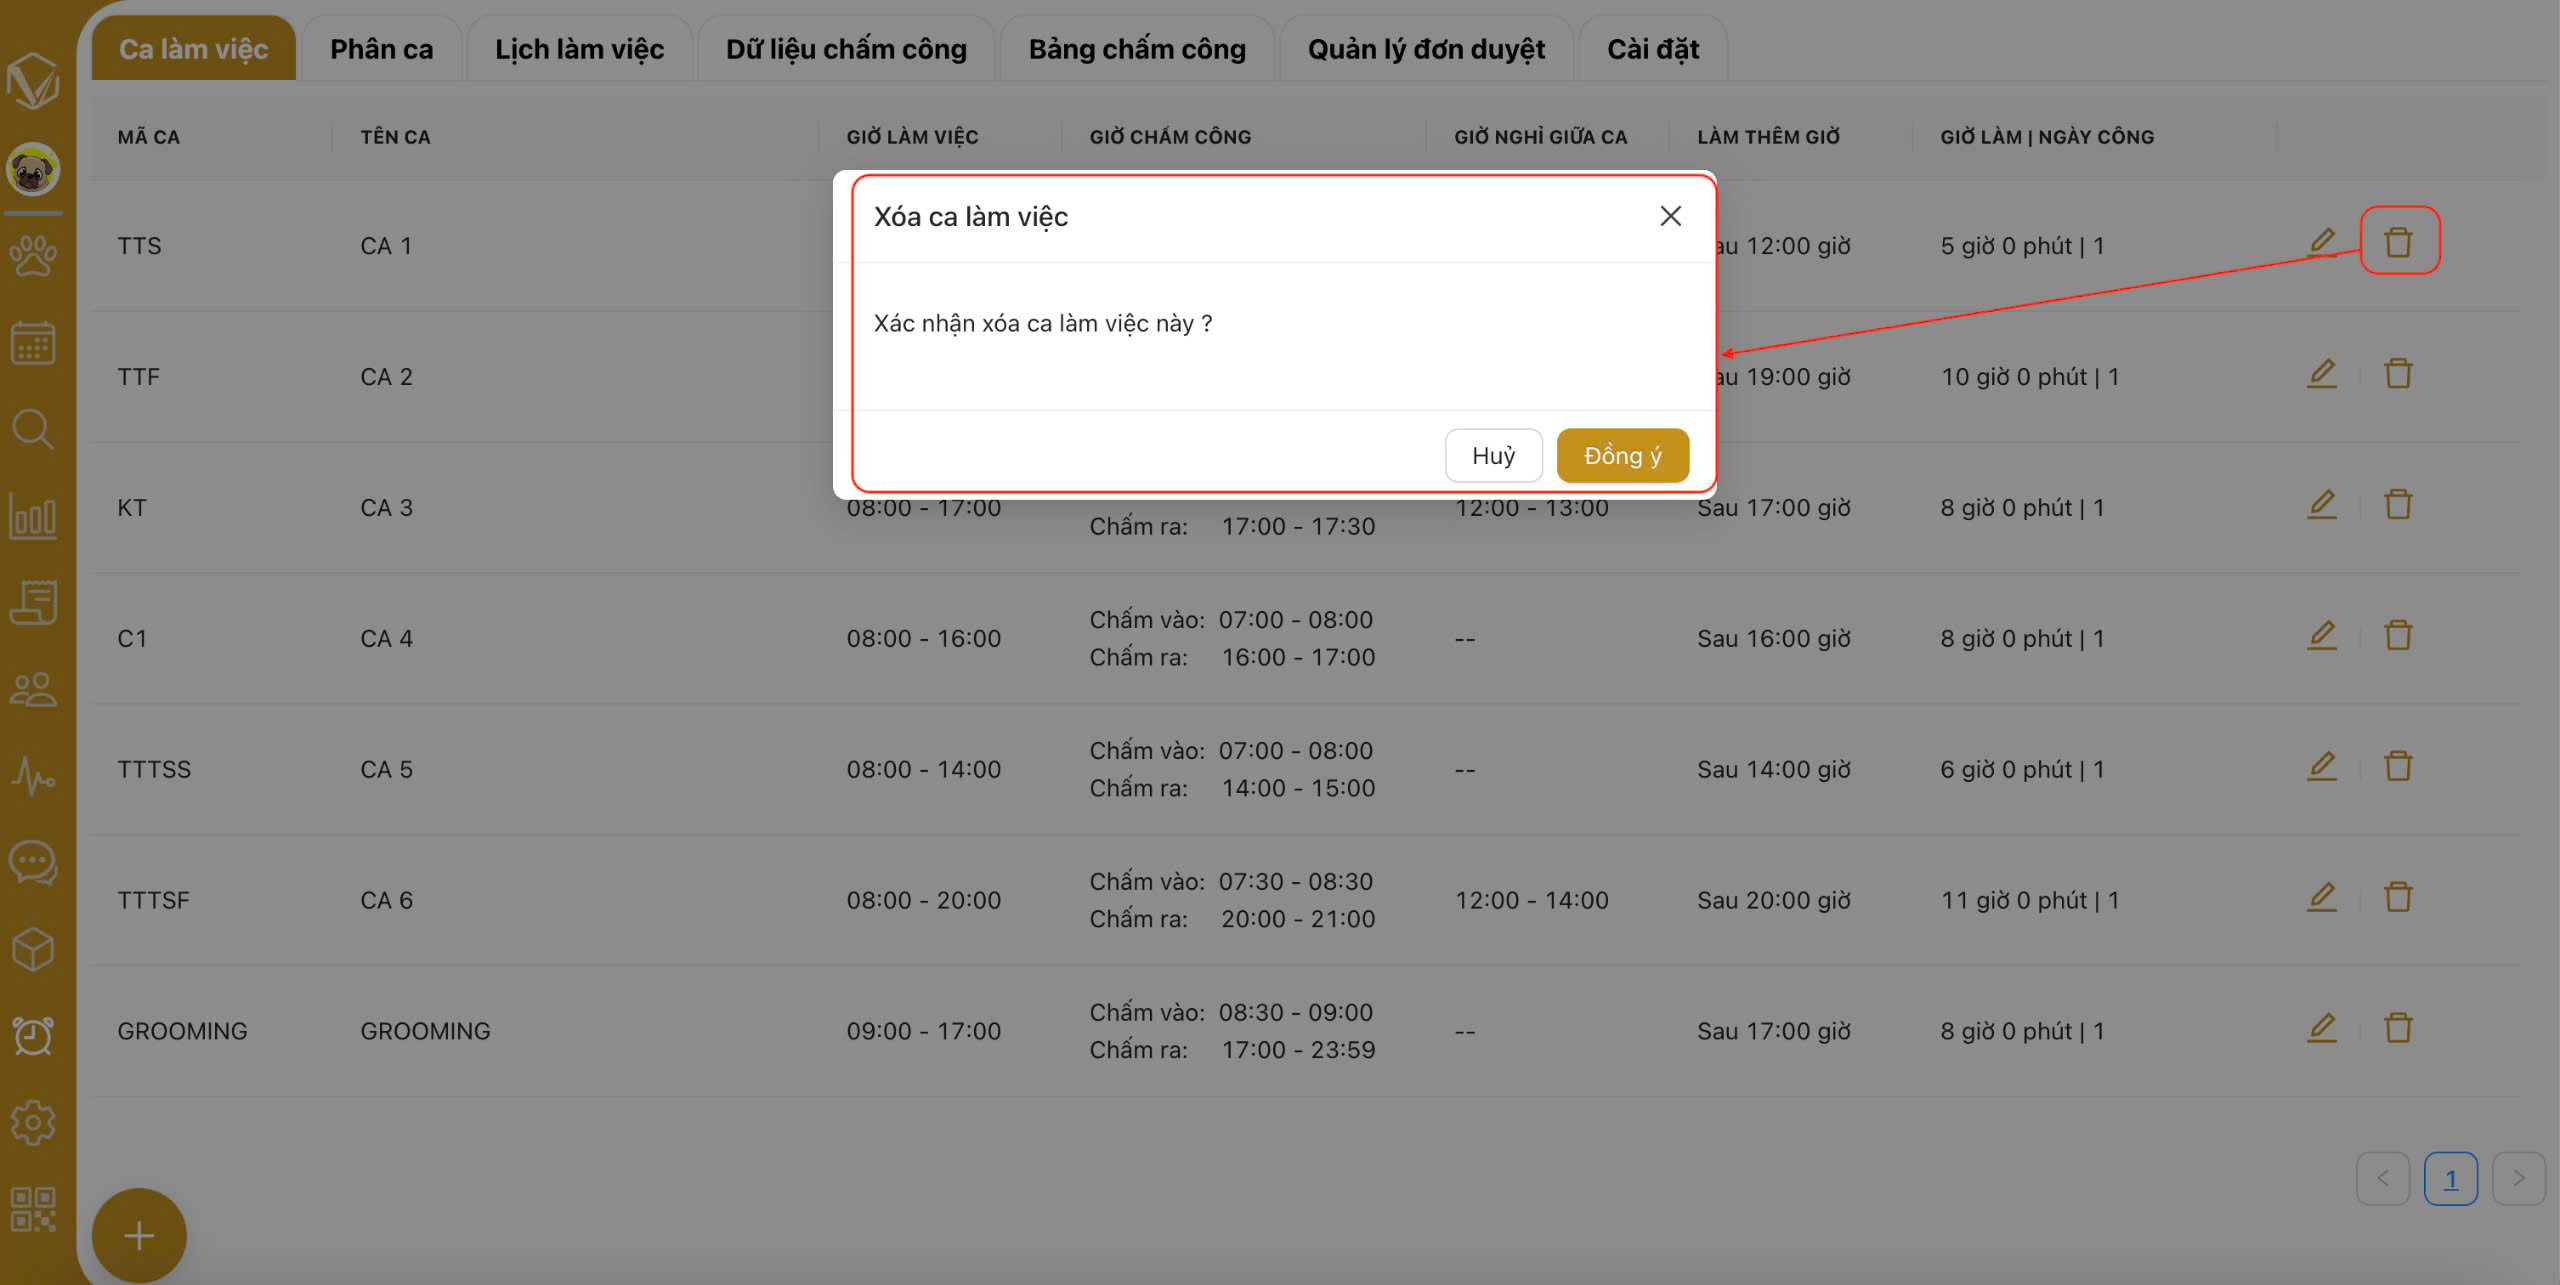 Ca làm việc
Phân ca
Lịch làm việc
Dữ liệu chấm công
Bảng chấm công
Quản lý đơn duyệt
Cài đặt
MÃ CA
TÊN CA
GIỜ LÀM VIỆC
GIỜ CHẤM CÔNG
GIỜ NGHỈ GIỮA CA
LÀM THÊM GIỜ
GIỜ LÀM | NGÀY CÔNG
Xóa ca làm việc
Xác nhận xóa ca làm việc này ?
Huỷ
Đồng ý
TTS
CA 1
12:00 giờ
5 giờ 0 phút | 1
TTF
CA 2
19:00 giờ
10 giờ 0 phút | 1
KT
CA 3
08:00 - 17:00
Chấm ra: 17:00 - 17:30
12:00 - 13:00
Sau 17:00 giờ
8 giờ 0 phút | 1
C1
CA 4
08:00 - 16:00
Chấm vào: 07:00 - 08:00
Chấm ra: 16:00 - 17:00
--
Sau 16:00 giờ
8 giờ 0 phút | 1
TTTSS
CA 5
08:00 - 14:00
Chấm vào: 07:00 - 08:00
Chấm ra: 14:00 - 15:00
--
Sau 14:00 giờ
6 giờ 0 phút | 1
TTTSF
CA 6
08:00 - 20:00
Chấm vào: 07:30 - 08:30
Chấm ra: 20:00 - 21:00
12:00 - 14:00
Sau 20:00 giờ
11 giờ 0 phút | 1
GROOMING
GROOMING
09:00 - 17:00
Chấm vào: 08:30 - 09:00
Chấm ra: 17:00 - 23:59
--
Sau 17:00 giờ
8 giờ 0 phút | 1
1